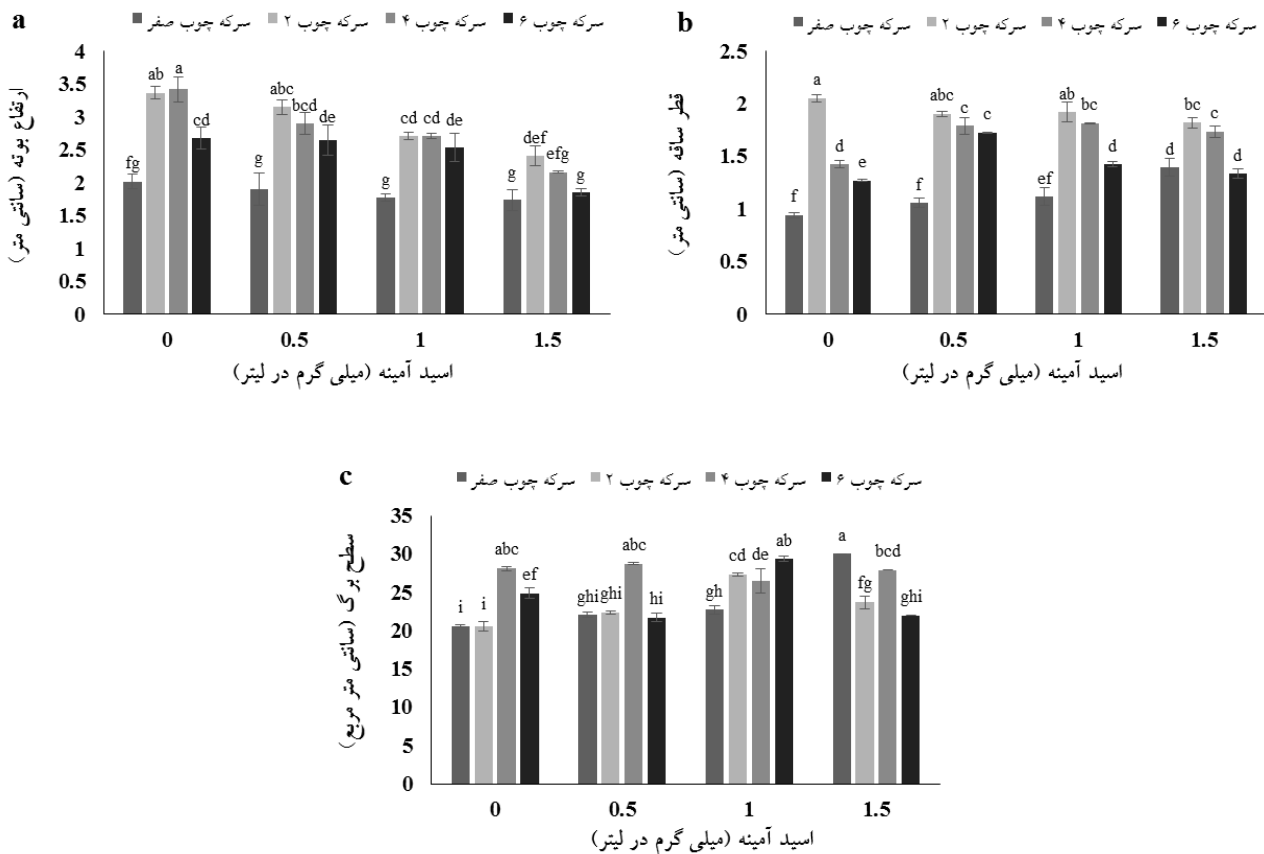 a
سرکه چوب صفر سرکه چوب ۲ سرکه چوب ۴ سرکه چوب ۶
ارتفاع بوته (سانتی متر)
4
3.5
3
2.5
2
1.5
1
0.5
0
fg ab a cd
g abc bcd de
g cd cd de
g def efg g
0 0.5 1 1.5
اسید آمینه (میلی گرم در لیتر)
b
سرکه چوب صفر سرکه چوب ۲ سرکه چوب ۴ سرکه چوب ۶
قطر ساقه (سانتی متر)
2.5
2
1.5
1
0.5
0
f a d e
f abc c c
ef ab bc d
d bc c d
0 0.5 1 1.5
اسید آمینه (میلی گرم در لیتر)
c
سرکه چوب صفر سرکه چوب ۲ سرکه چوب ۴ سرکه چوب ۶
سطح برگ (سانتی متر مربع)
35
30
25
20
15
10
5
0
i i abc ef
ghi ghi abc hi
gh cd de ab
a fg bcd ghi
0 0.5 1 1.5
اسید آمینه (میلی گرم در لیتر)